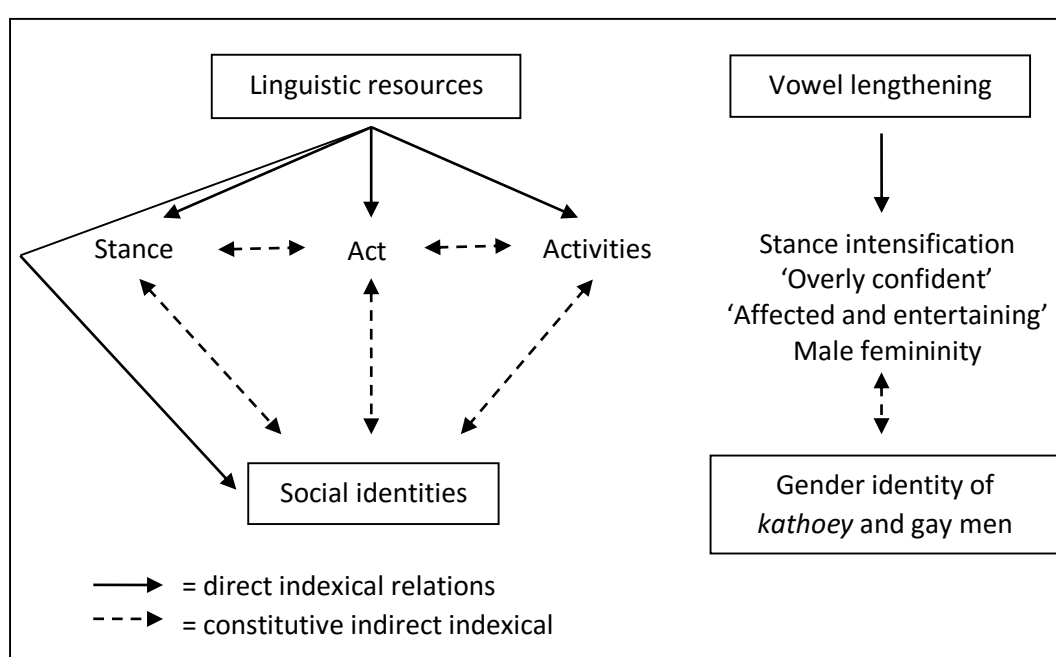 Linguistic resources
Vowel lengthening
Stance
Act
Activities
Stance intensification
‘Overly confident’
‘Affected and entertaining’
Male femininity
Social identities
Gender identity of
kathoey and gay men
= direct indexical relations
= constitutive indirect indexical